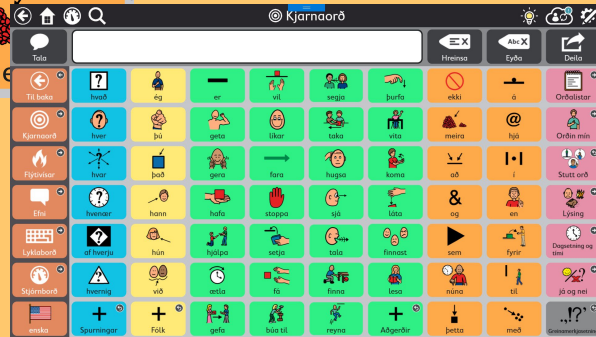 Kjarnaorð
Tala
Hreinsa
Abc X
Eyða
Deila
Til baka
hvað
ég
er
vil
segja
þurfa
ekki
á
Orðalistar
Kjarnaorð
hver
þú
geta
líkar
taka
vita
meira
hjá
Orðin mín
Flýtivísar
hvar
það
gera
fara
hugsa
koma
að
í
Stutt orð
Efni
hvenær
hann
hafa
stoppa
sjá
láta
&
og
en
Lýsing
Lyklaborð
af hverju
hún
hjálpa
setja
tala
finnast
sem
fyrir
Dagsetning og
tími
Stjórnborð
hvernig
við
ætla
fá
finna
lesa
núna
til
já og nei
enska
Spurningar
Fólk
gefa
búa til
reyna
Aðgerðir
þetta
með
.,!?'
Greinarmerkjasetning